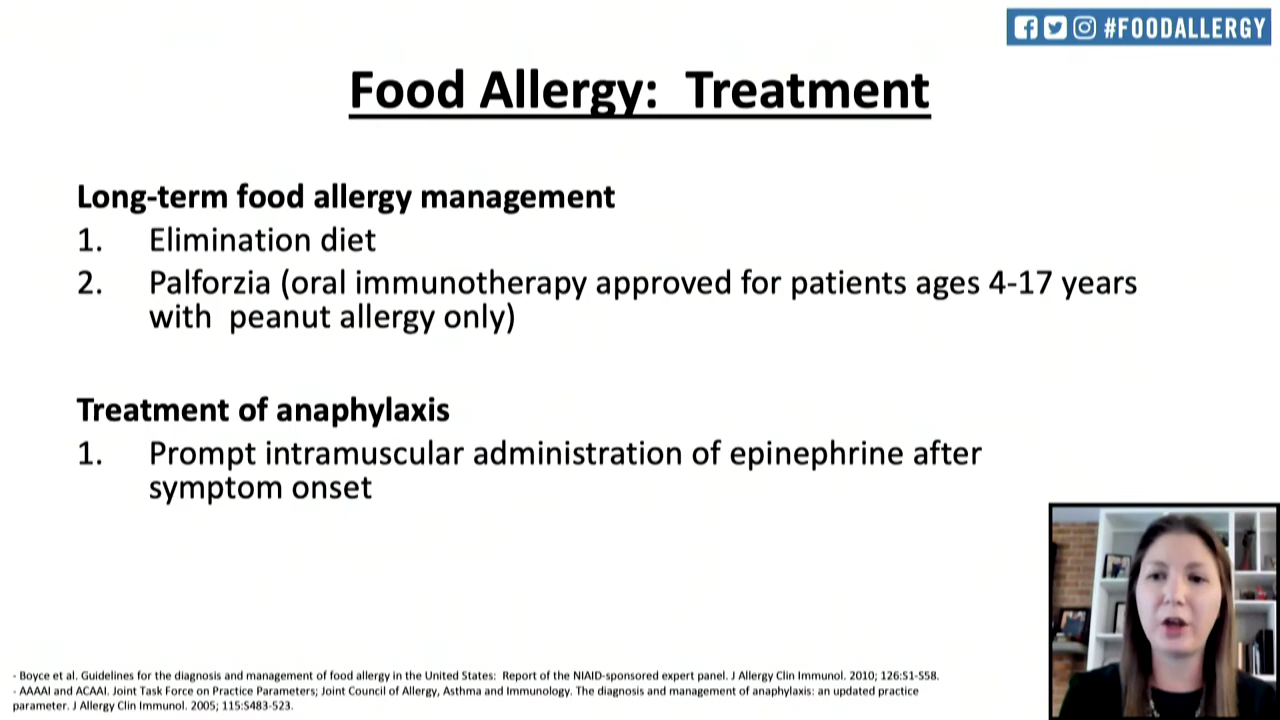 #FOODALLERGY
Food Allergy: Treatment
Long-term food allergy management
1. Elimination diet
2. Palforzia (oral immunotherapy approved for patients ages 4-17 years
with peanut allergy only)
Treatment of anaphylaxis
1. Prompt intramuscular administration of epinephrine after
symptom onset
- Boyce et al. Guidelines for the diagnosis and management of food allergy in the United States: Report of the NIAID-sponsored expert panel. J Allergy Clin Immunol. 2010; 126:S1-S58.
- AAAAI and ACAAI. Joint Task Force on Practice Parameters; Joint Council of Allergy, Asthma and Immunology. The diagnosis and management of anaphylaxis: an updated practice
parameter. J Allergy Clin Immunol. 2005; 115:S483-523.